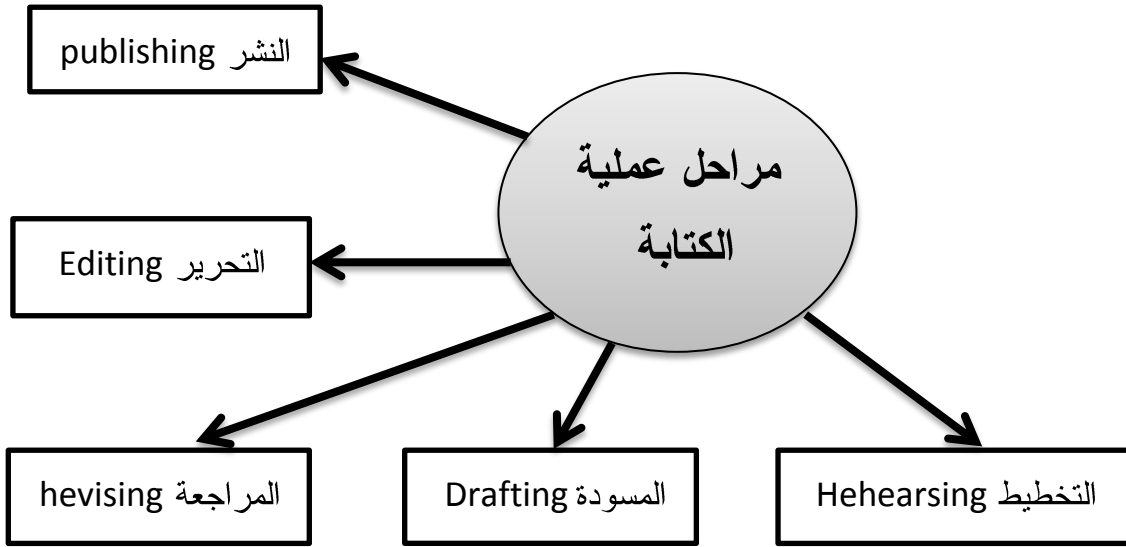 النشر publishing
مراحل عملية
الكتابة
التحرير Editing
المراجعة hevising
المسودة Drafting
التخطيط Hehearsing